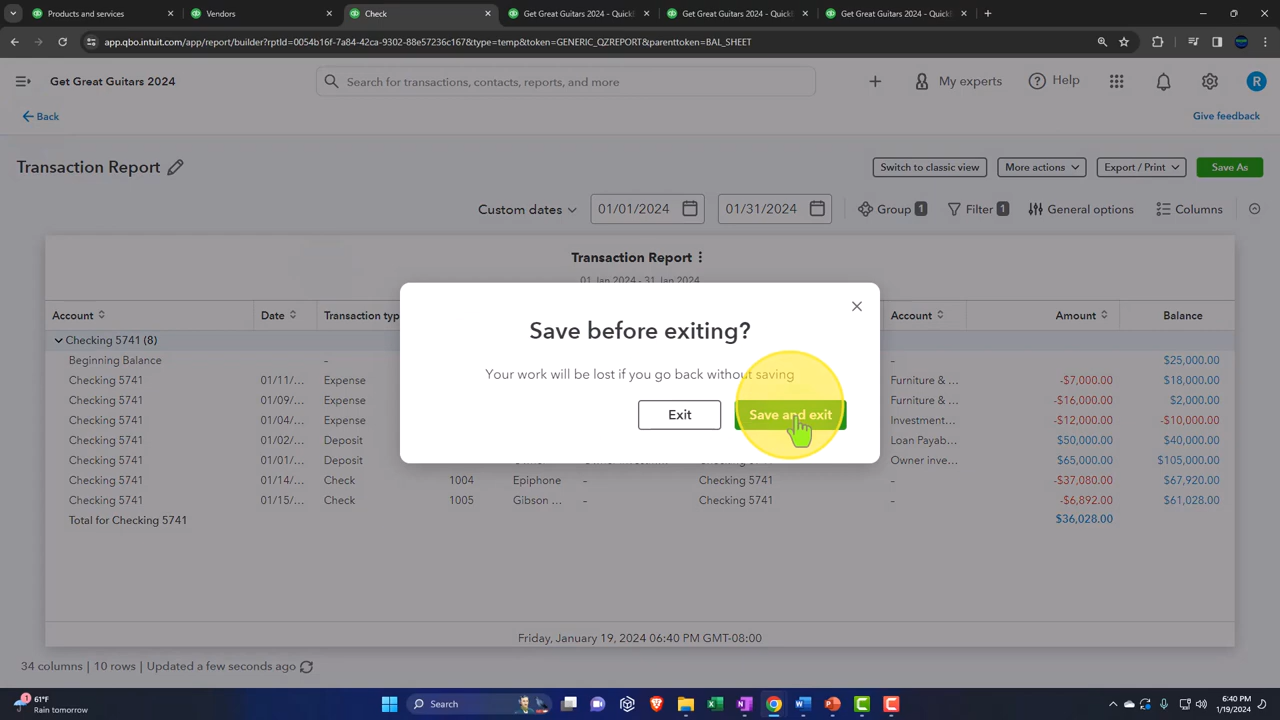 Products and services
Vendors
Check
Get Great Guitars 2024 - QuickB
Get Great Guitars 2024 - QuickB
Get Great Guitars 2024 - QuickB
app.qbo.intuit.com/app/report/builder?rptId=0054b16f-7a84-42ca-9302-88e57236c167&type=temp&token=GENERIC_QZREPORT&parenttoken=BAL_SHEET
Get Great Guitars 2024
Search for transactions, contacts, reports, and more
My experts
Help
R
Back
Give feedback
Transaction Report
Switch to classic view
More actions
Export / Print
Save As
Custom dates
01/01/2024
01/31/2024
Group 1
Filter 1
General options
Columns
Transaction Report
01 Jan 2024 - 31 Jan 2024
Account Date Transaction typ Account Amount Balance
Checking 5741 (8)
Beginning Balance - $25,000.00
Checking 5741 01/11/... Expense Furniture & ... -$7,000.00 $18,000.00
Checking 5741 01/09/... Expense Furniture & ... -$16,000.00 $2,000.00
Checking 5741 01/12/... Expense Investment... -$12,000.00 -$10,000.00
Checking 5741 01/02/... Deposit Loan Payab... $50,000.00 $40,000.00
Checking 5741 01/01/... Deposit Checking 5741 Owner inve... $65,000.00 $105,000.00
Checking 5741 01/14/... Check 1004 Epiphone - Checking 5741 - -$37,080.00 $67,920.00
Checking 5741 01/15/... Check 1005 Gibson ... - Checking 5741 - -$6,892.00 $61,028.00
Total for Checking 5741 $36,028.00
Save before exiting?
Your work will be lost if you go back without saving
Exit
Save and exit
Friday, January 19, 2024 06:40 PM GMT-08:00
34 columns | 10 rows | Updated a few seconds ago
61°F
Rain tomorrow
Search
6:40 PM
1/19/2024